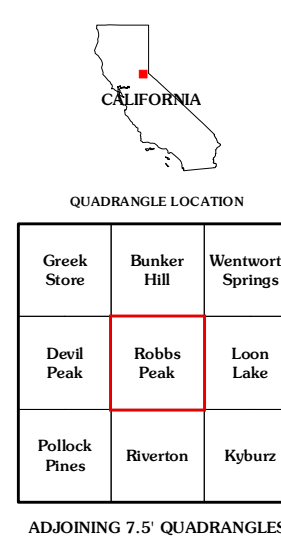 CALIFORNIA
QUADRANGLE LOCATION
Greek Store
Bunker Hill
Wentwort
Springs
Devil Peak
Robbs Peak
Loon Lake
Pollock Pines
Riverton
Kyburz
ADJOINING 7.5' QUADRANGLES